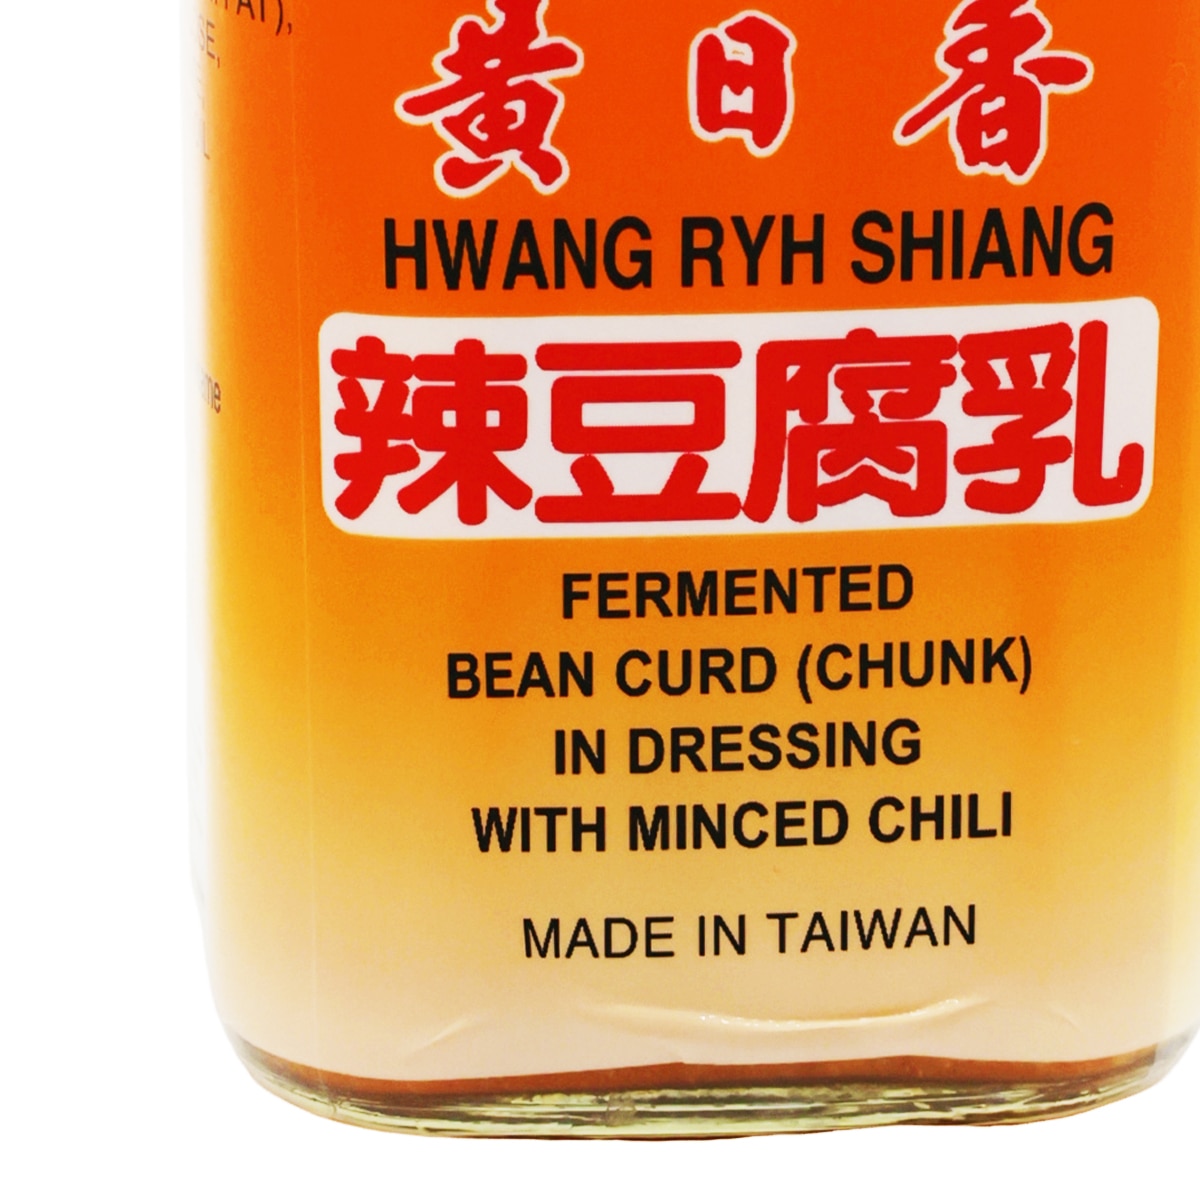 黃日香
HWANG RYH SHIANG
辣豆腐乳
FERMENTED
BEAN CURD (CHUNK)
IN DRESSING
WITH MINCED CHILI
MADE IN TAIWAN